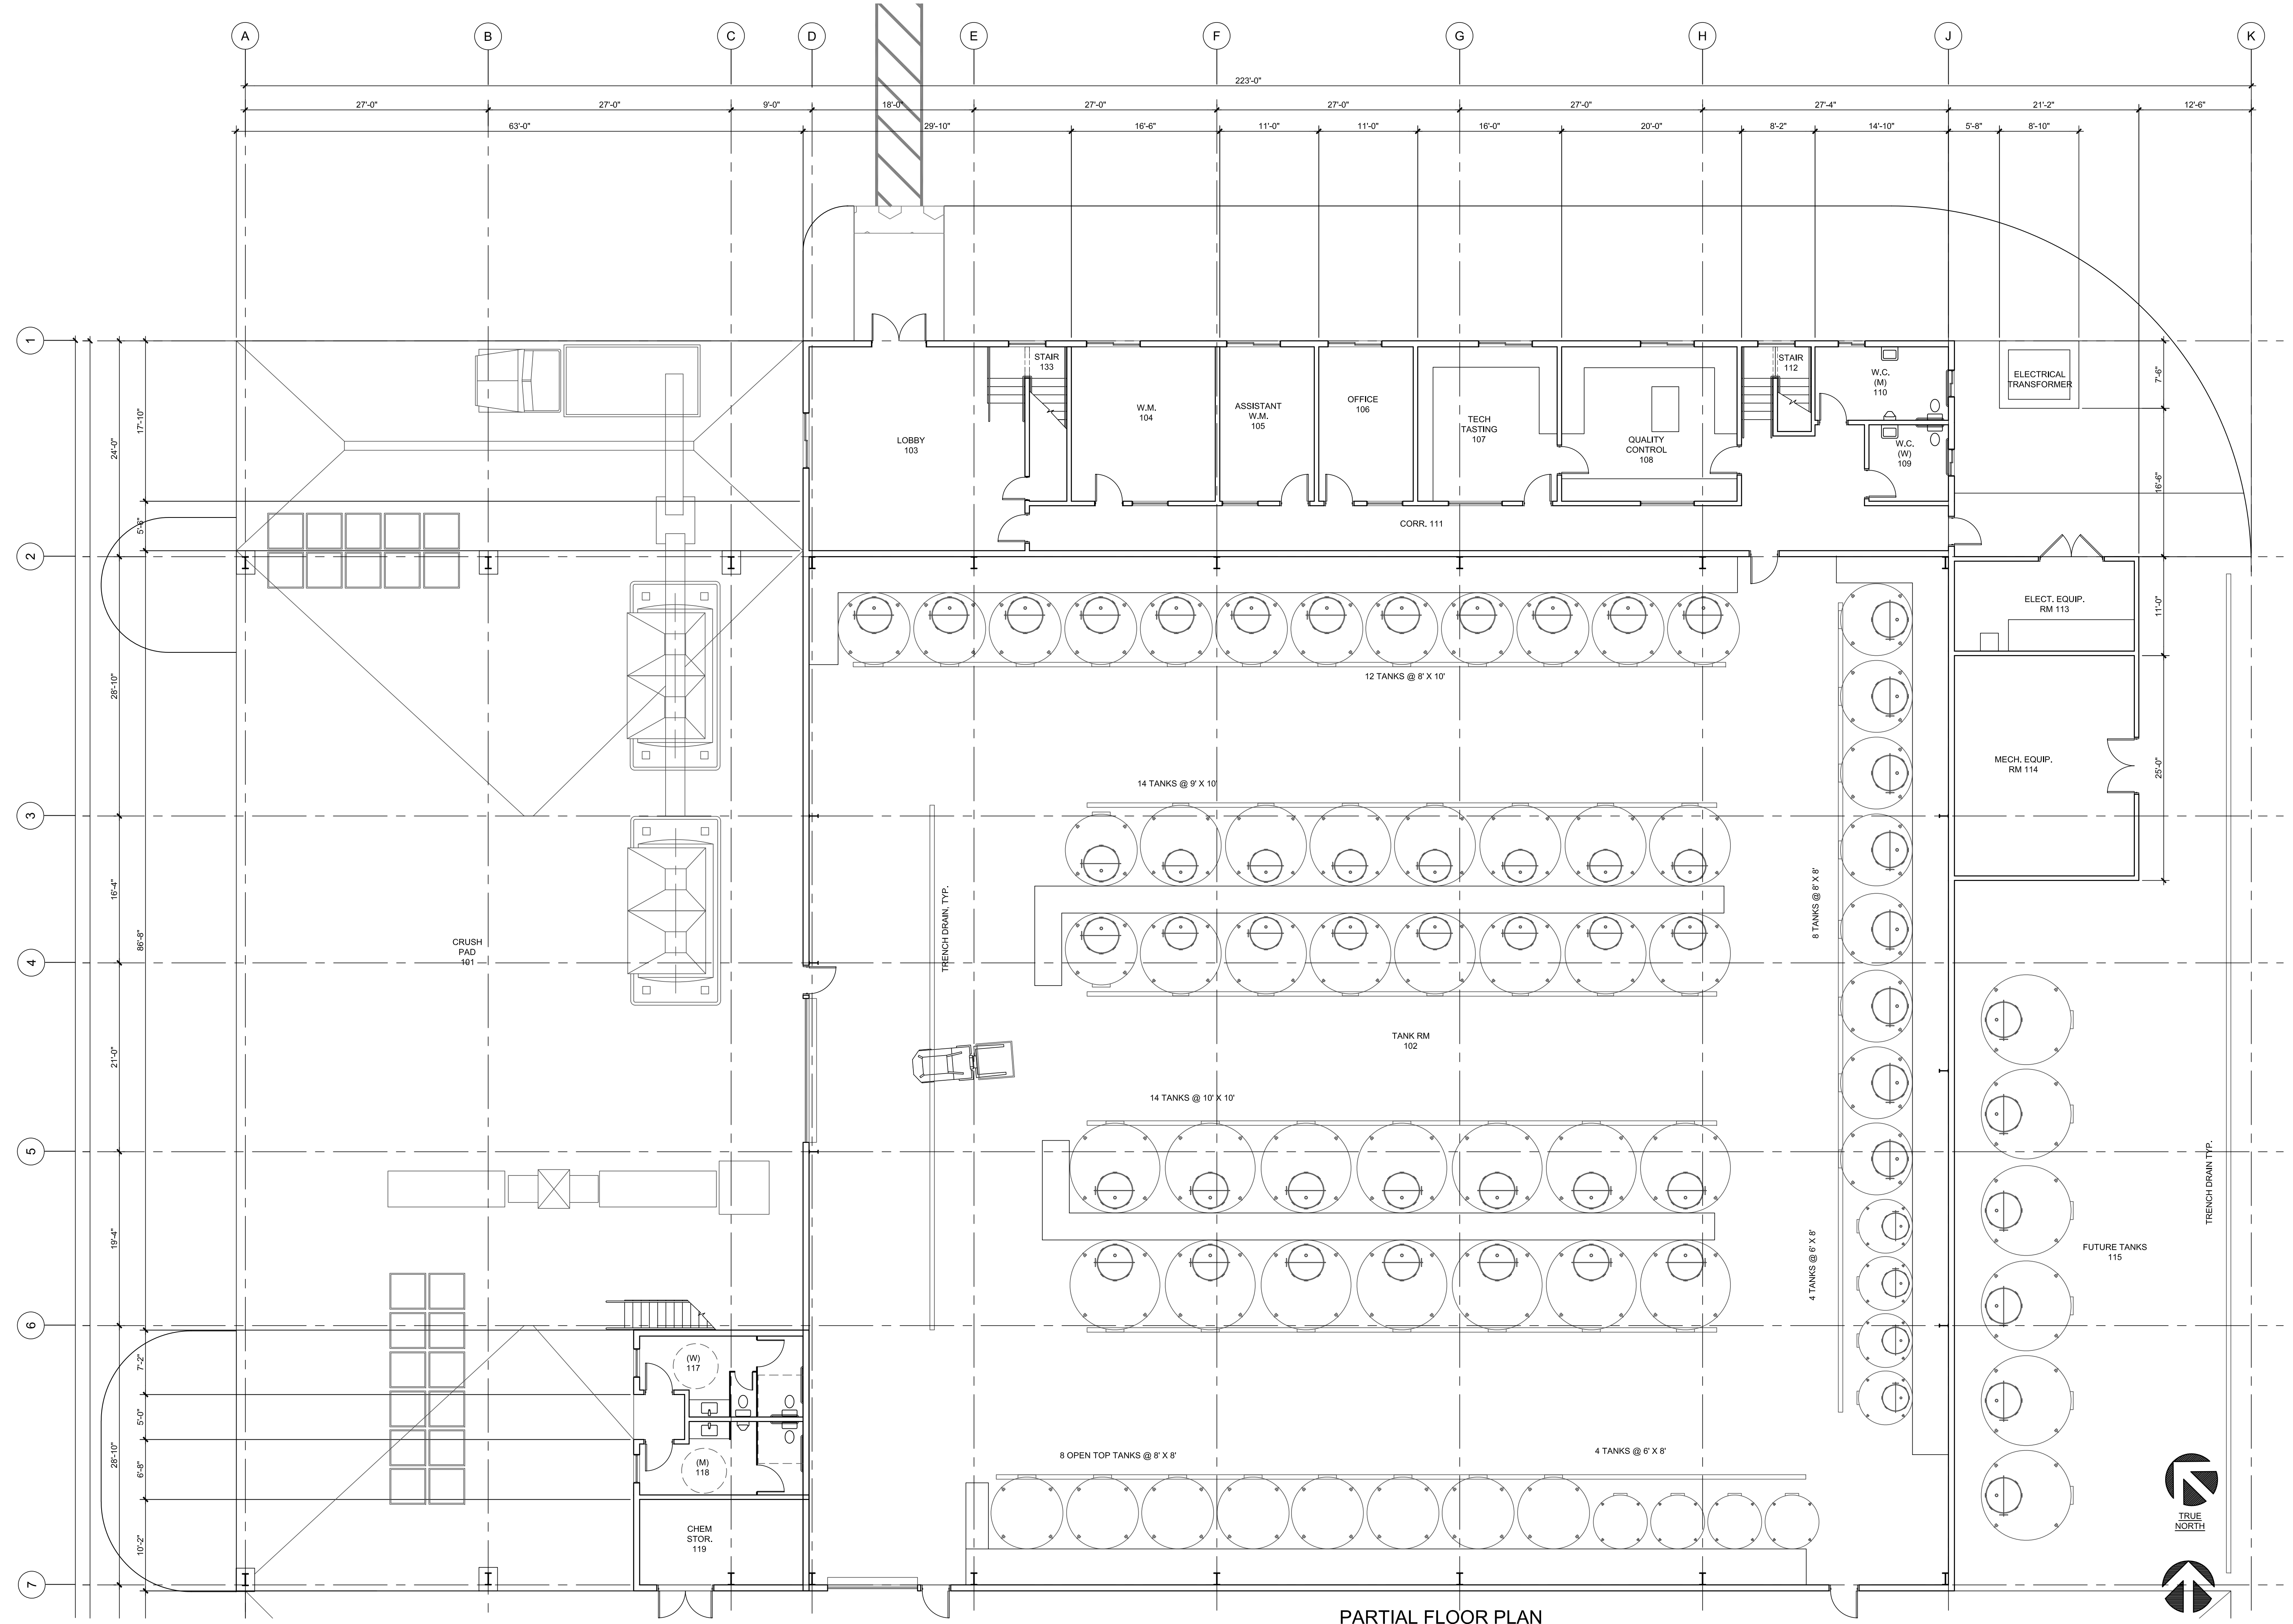 A
B
C
D
E
F
G
H
J
K
223'-0"
27'-0"
27'-0"
9'-0"
18'-0"
27'-0"
27'-0"
27'-0"
27'-4"
21'-2"
12'-6"
63'-0"
29'-10"
16'-6"
11'-0"
11'-0"
16'-0"
20'-0"
8'-2"
14'-10"
5'-8"
8'-10"
1
2
3
4
5
6
7
24'-0"
28'-10"
16'-4"
21'-0"
19'-4"
28'-10"
17'-10"
5'-6"
86'-8"
7'-2"
5'-0"
6'-8"
10'-2"
STAIR
133
LOBBY
103
W.M.
104
ASSISTANT
W.M.
105
OFFICE
106
TECH
TASTING
107
QUALITY
CONTROL
108
STAIR
112
W.C.
(M)
110
W.C.
(W)
109
CORR. 111
ELECTRICAL
TRANSFORMER
7'-6"
16'-6"
11'-0"
25'-0"
ELECT. EQUIP.
RM 113
MECH. EQUIP.
RM 114
12 TANKS @ 8' X 10'
14 TANKS @ 9' X 10'
TRENCH DRAIN, TYP.
8 TANKS @ 8' X 8'
CRUSH
PAD
101
TANK RM
102
14 TANKS @ 10' X 10'
4 TANKS @ 6' X 8'
TRENCH DRAIN TYP.
FUTURE TANKS
115
(W)
117
(M)
118
CHEM
STOR.
119
8 OPEN TOP TANKS @ 8' X 8'
4 TANKS @ 6' X 8'
TRUE
NORTH
PARTIAL FLOOR PLAN